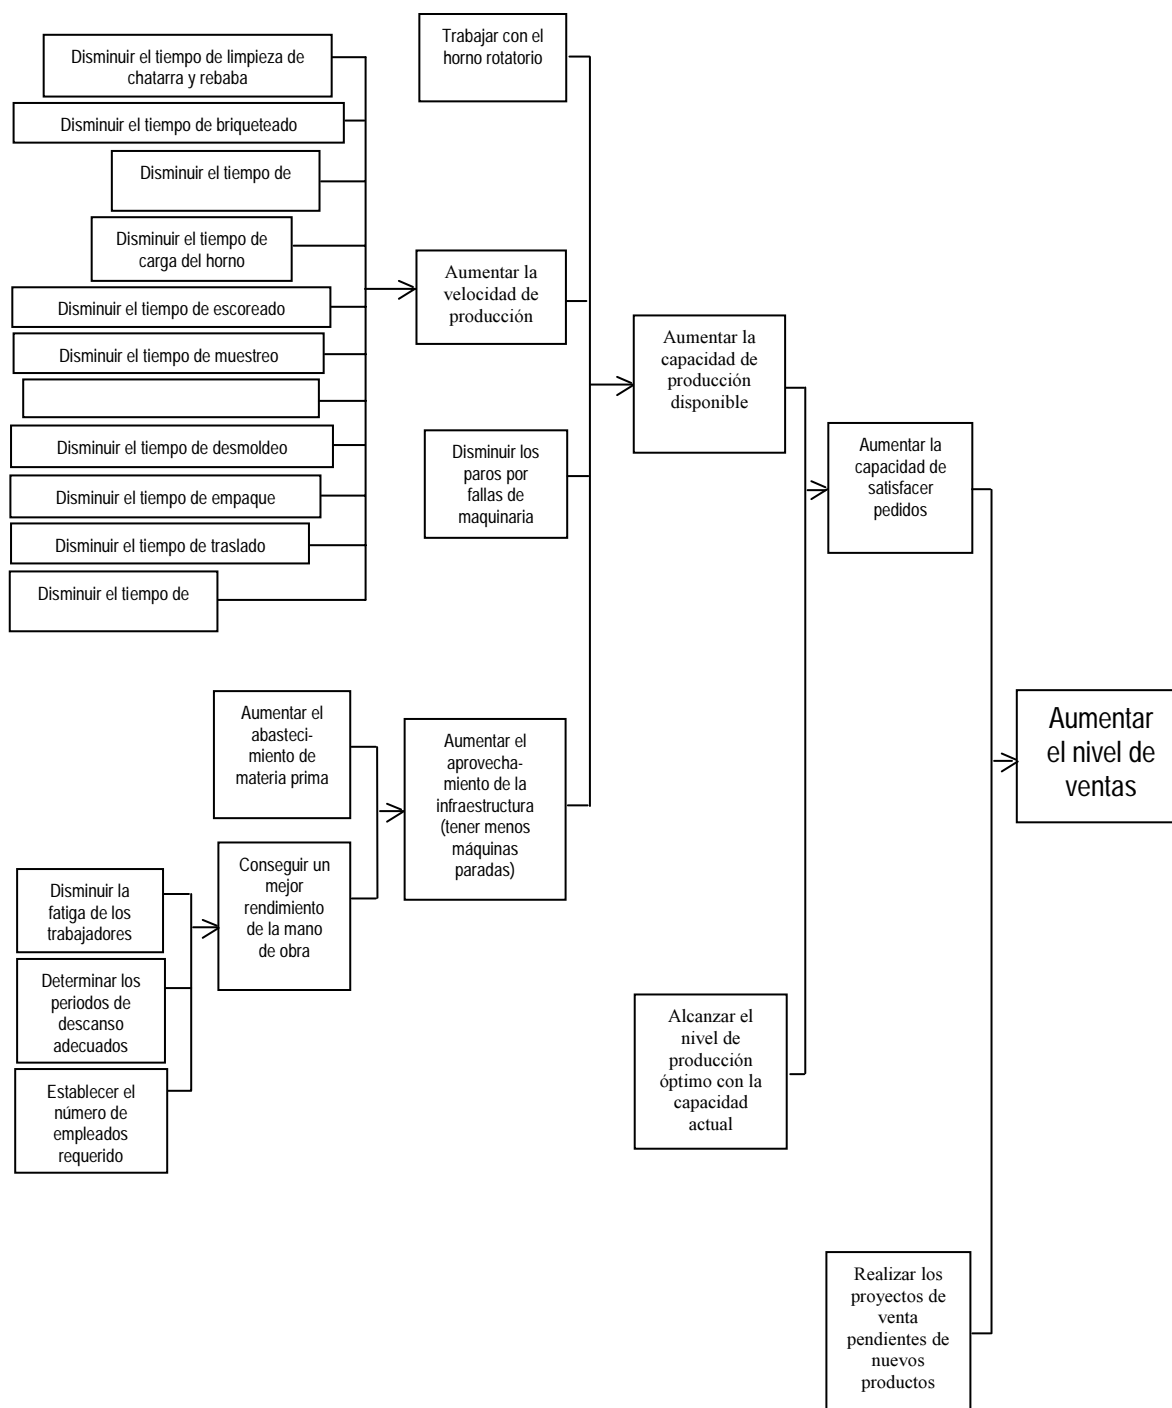 Disminuir el tiempo de limpieza de
chatarra y rebaba
Disminuir el tiempo de briqueteado
Disminuir el tiempo de
Disminuir el tiempo de
carga del horno
Disminuir el tiempo de escoreado
Disminuir el tiempo de muestreo
Disminuir el tiempo de desmoldeo
Disminuir el tiempo de empaque
Disminuir el tiempo de traslado
Disminuir el tiempo de
Trabajar con el
horno rotatorio
Aumentar la
velocidad de
producción
Disminuir los
paros por
fallas de
maquinaria
Aumentar el
abasteci-
miento de
materia prima
Conseguir un
mejor
rendimiento
de la mano
de obra
Disminuir la
fatiga de los
trabajadores
Determinar los
periodos de
descanso
adecuados
Establecer el
número de
empleados
requerido
Aumentar el
aprovecha-
miento de la
infraestructura
(tener menos
máquinas
paradas)
Aumentar la
capacidad de
producción
disponible
Alcanzar el
nivel de
producción
óptimo con la
capacidad
actual
Aumentar la
capacidad de
satisfacer
pedidos
Realizar los
proyectos de
venta
pendientes de
nuevos
productos
Aumentar
el nivel de
ventas